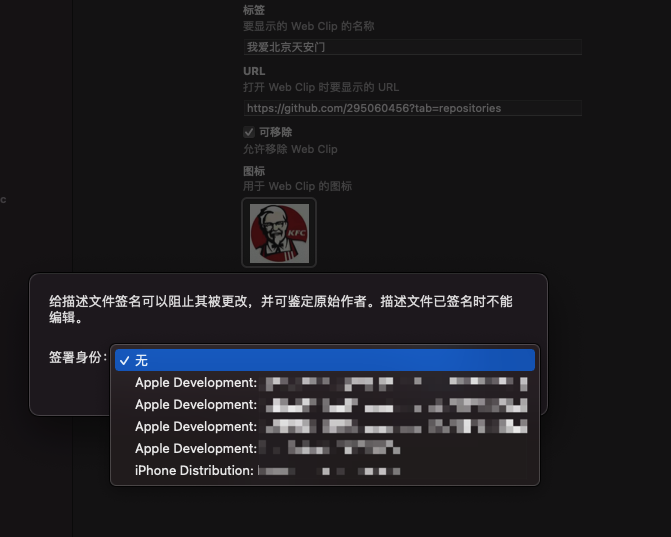 标签
要显示的 Web Clip 的名称
我爱北京天安门
URL
打开 Web Clip 时要显示的 URL
https://github.com/295060456?tab=repositories
可移除
允许移除 Web Clip
c
图标
用于 Web Clip 的图标
KFC
给描述文件签名可以阻止其被更改，并可鉴定原始作者。描述文件已签名时不能
编辑。
签署身份：
无
Apple Development:
Apple Development:
Apple Development:
Apple Development:
iPhone Distribution: